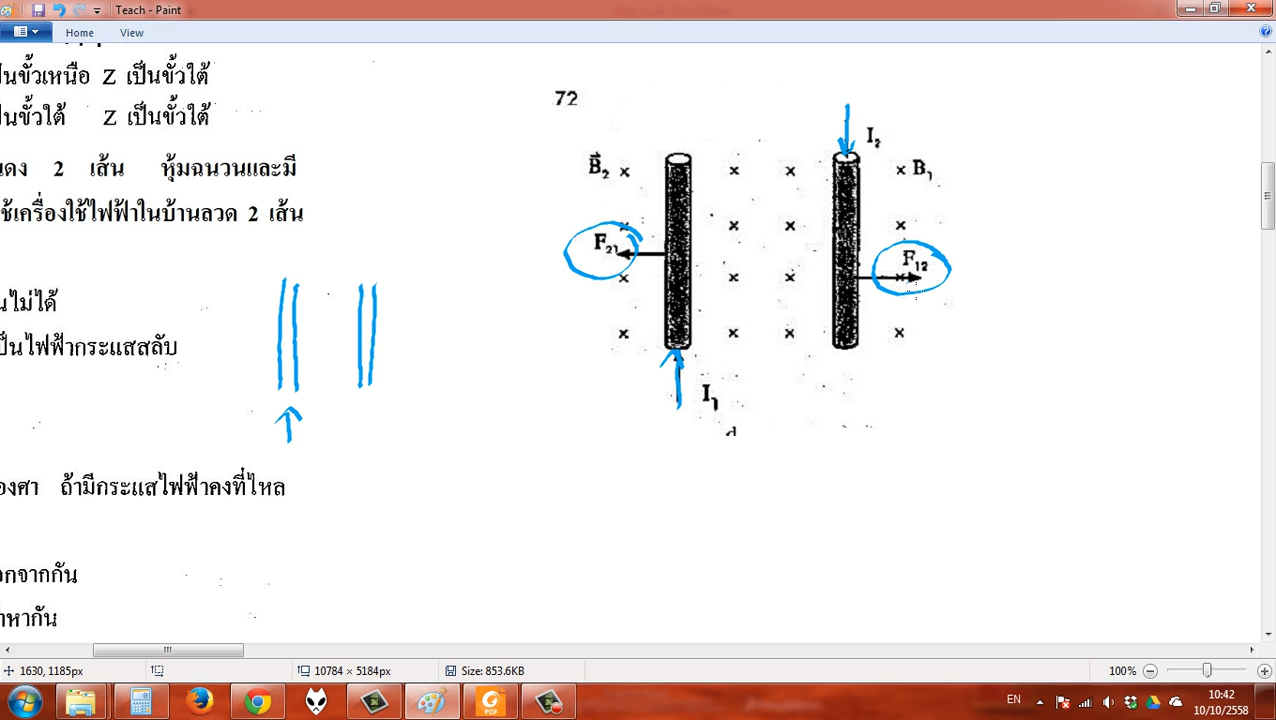 Teach - Paint
Home View
ป็นขั้วเหนือ Z เป็นขั้วใต้
ป็นขั้วใต้ Z เป็นขั้วใต้
แดง 2 เส้น หุ้มฉนวนและมี
ช้เครื่องใช้ไฟฟ้าในบ้านลวด 2 เส้น
นไม่ได้
ป็นไฟฟ้ากระแสสลับ
องศา ถ้ามีกระแสไฟฟ้าคงที่ไหล
อกจากกัน
าหากัน
72
I₂
B⃗₂ B₁
F₂₁ F₁₂
I₁
d
1630, 1185px 10784 × 5184px Size: 853.6KB 100%
PDF
EN 10:42
10/10/2558